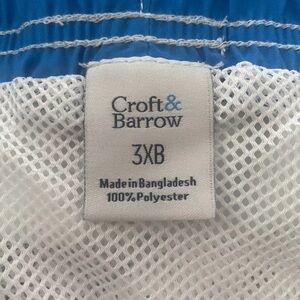 Croft&
Barrow
3XB
Made in Bangladesh
100% Polyester